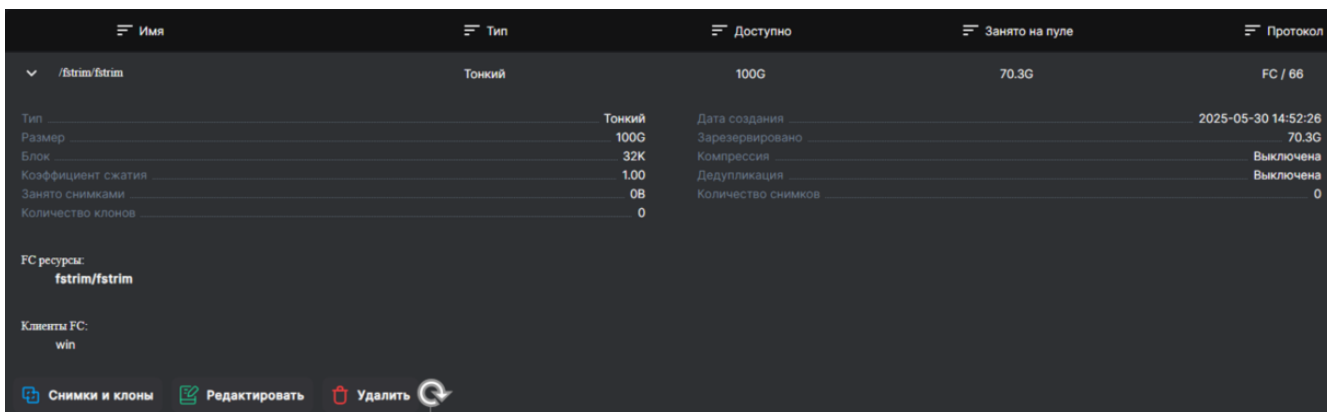 Имя Тип Доступно Занято на пуле Протокол
/fstrim/fstrim Тонкий 100G 70.3G FC / 66
Тип Тонкий Дата создания 2025-05-30 14:52:26
Размер 100G Зарезервировано 70.3G
Блок 32K Компрессия Выключена
Коэффициент сжатия 1.00 Дедупликация Выключена
Занято снимками 0B Количество снимков 0
Количество клонов 0
FC ресурсы:
fstrim/fstrim
Клиенты FC:
win
Снимки и клоны Редактировать Удалить